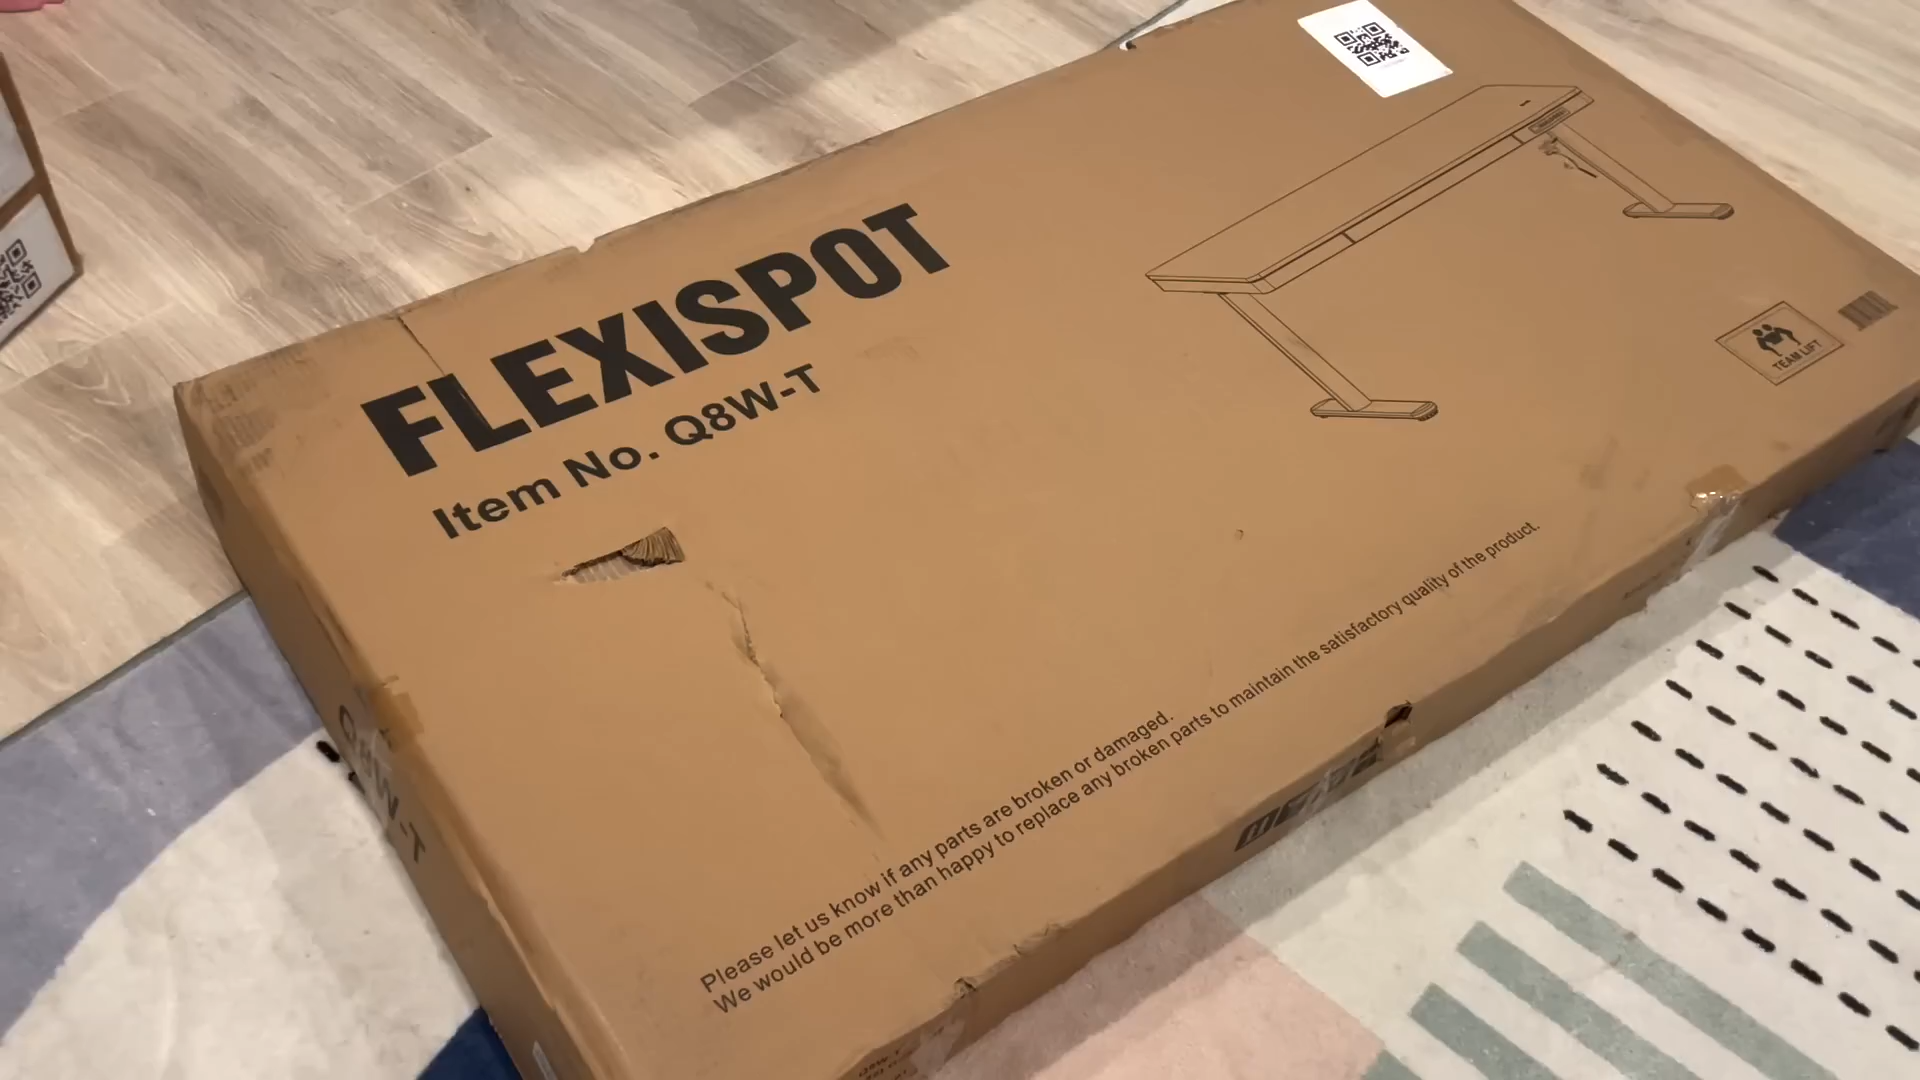 FLEXISPOT
Item No. Q8W-T
TEAM LIFT
Please let us know if any parts are broken or damaged.
We would be more than happy to replace any broken parts to maintain the satisfactory quality of the product.
Q8W-T